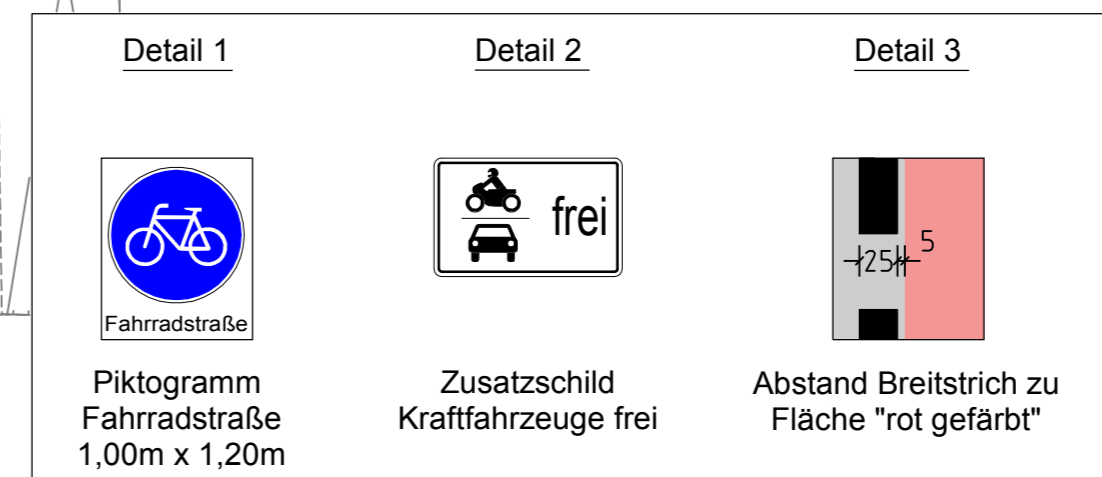 Detail 1
Fahrradstraße
Piktogramm
Fahrradstraße
1,00m x 1,20m
Detail 2
frei
Zusatzschild
Kraftfahrzeuge frei
Detail 3
25
5
Abstand Breitstrich zu
Fläche "rot gefärbt"